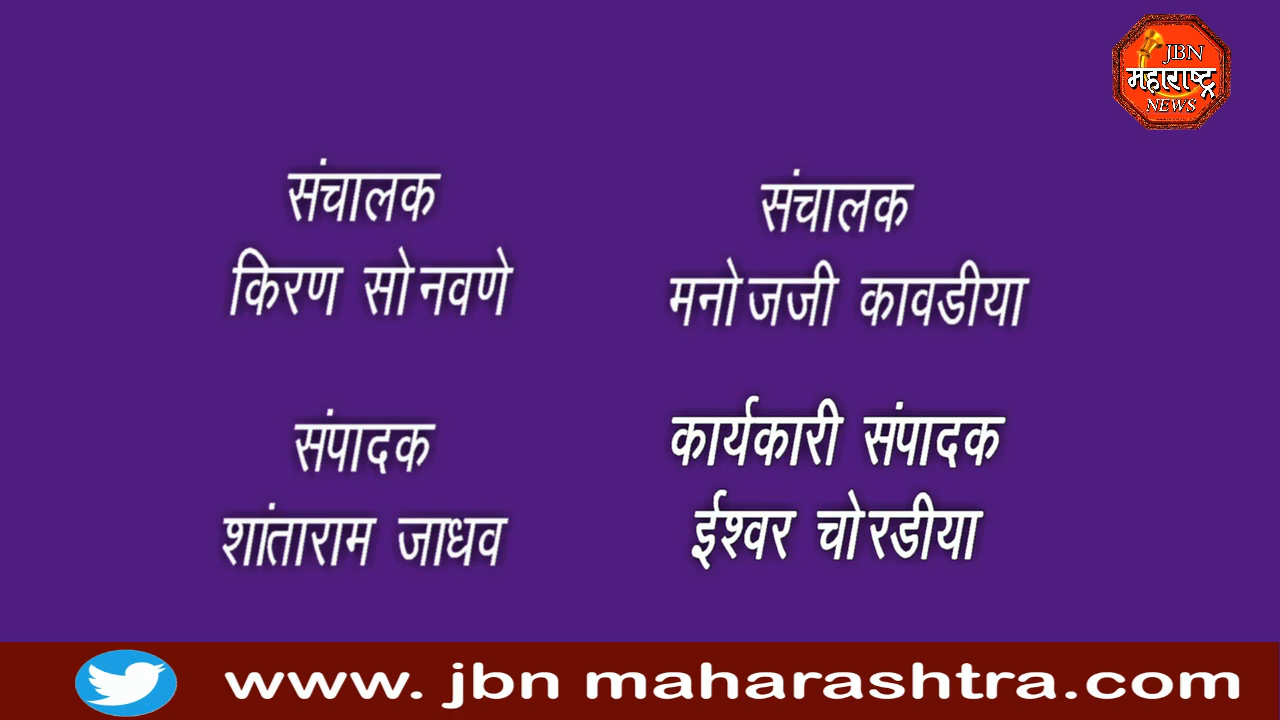 JBN
महाराष्ट्र
NEWS
संचालक
किरण सोनवणे
संचालक
मनोजजी कावडीया
संपादक
शांताराम जाधव
कार्यकारी संपादक
ईश्वर चोरडीया
www. jbn maharashtra.com